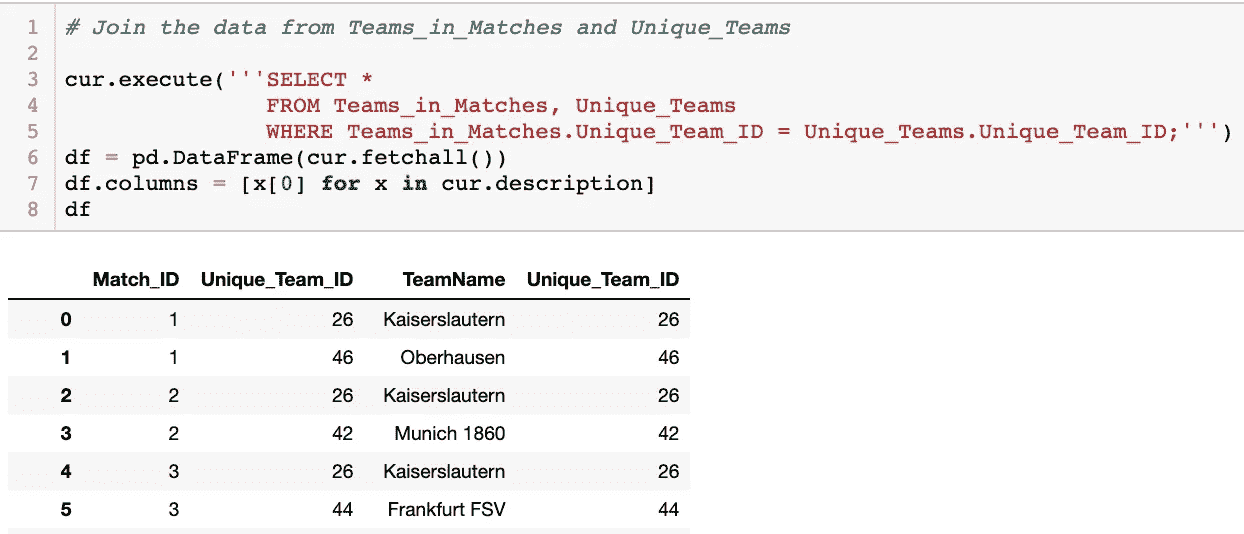 1 # Join the data from Teams_in_Matches and Unique_Teams
2
3 cur.execute('''SELECT *
4 FROM Teams_in_Matches, Unique_Teams
5 WHERE Teams_in_Matches.Unique_Team_ID = Unique_Teams.Unique_Team_ID;''')
6 df = pd.DataFrame(cur.fetchall())
7 df.columns = [x[0] for x in cur.description]
8 df
Match_ID Unique_Team_ID TeamName Unique_Team_ID
0 1 26 Kaiserslautern 26
1 1 46 Oberhausen 46
2 2 26 Kaiserslautern 26
3 2 42 Munich 1860 42
4 3 26 Kaiserslautern 26
5 3 44 Frankfurt FSV 44